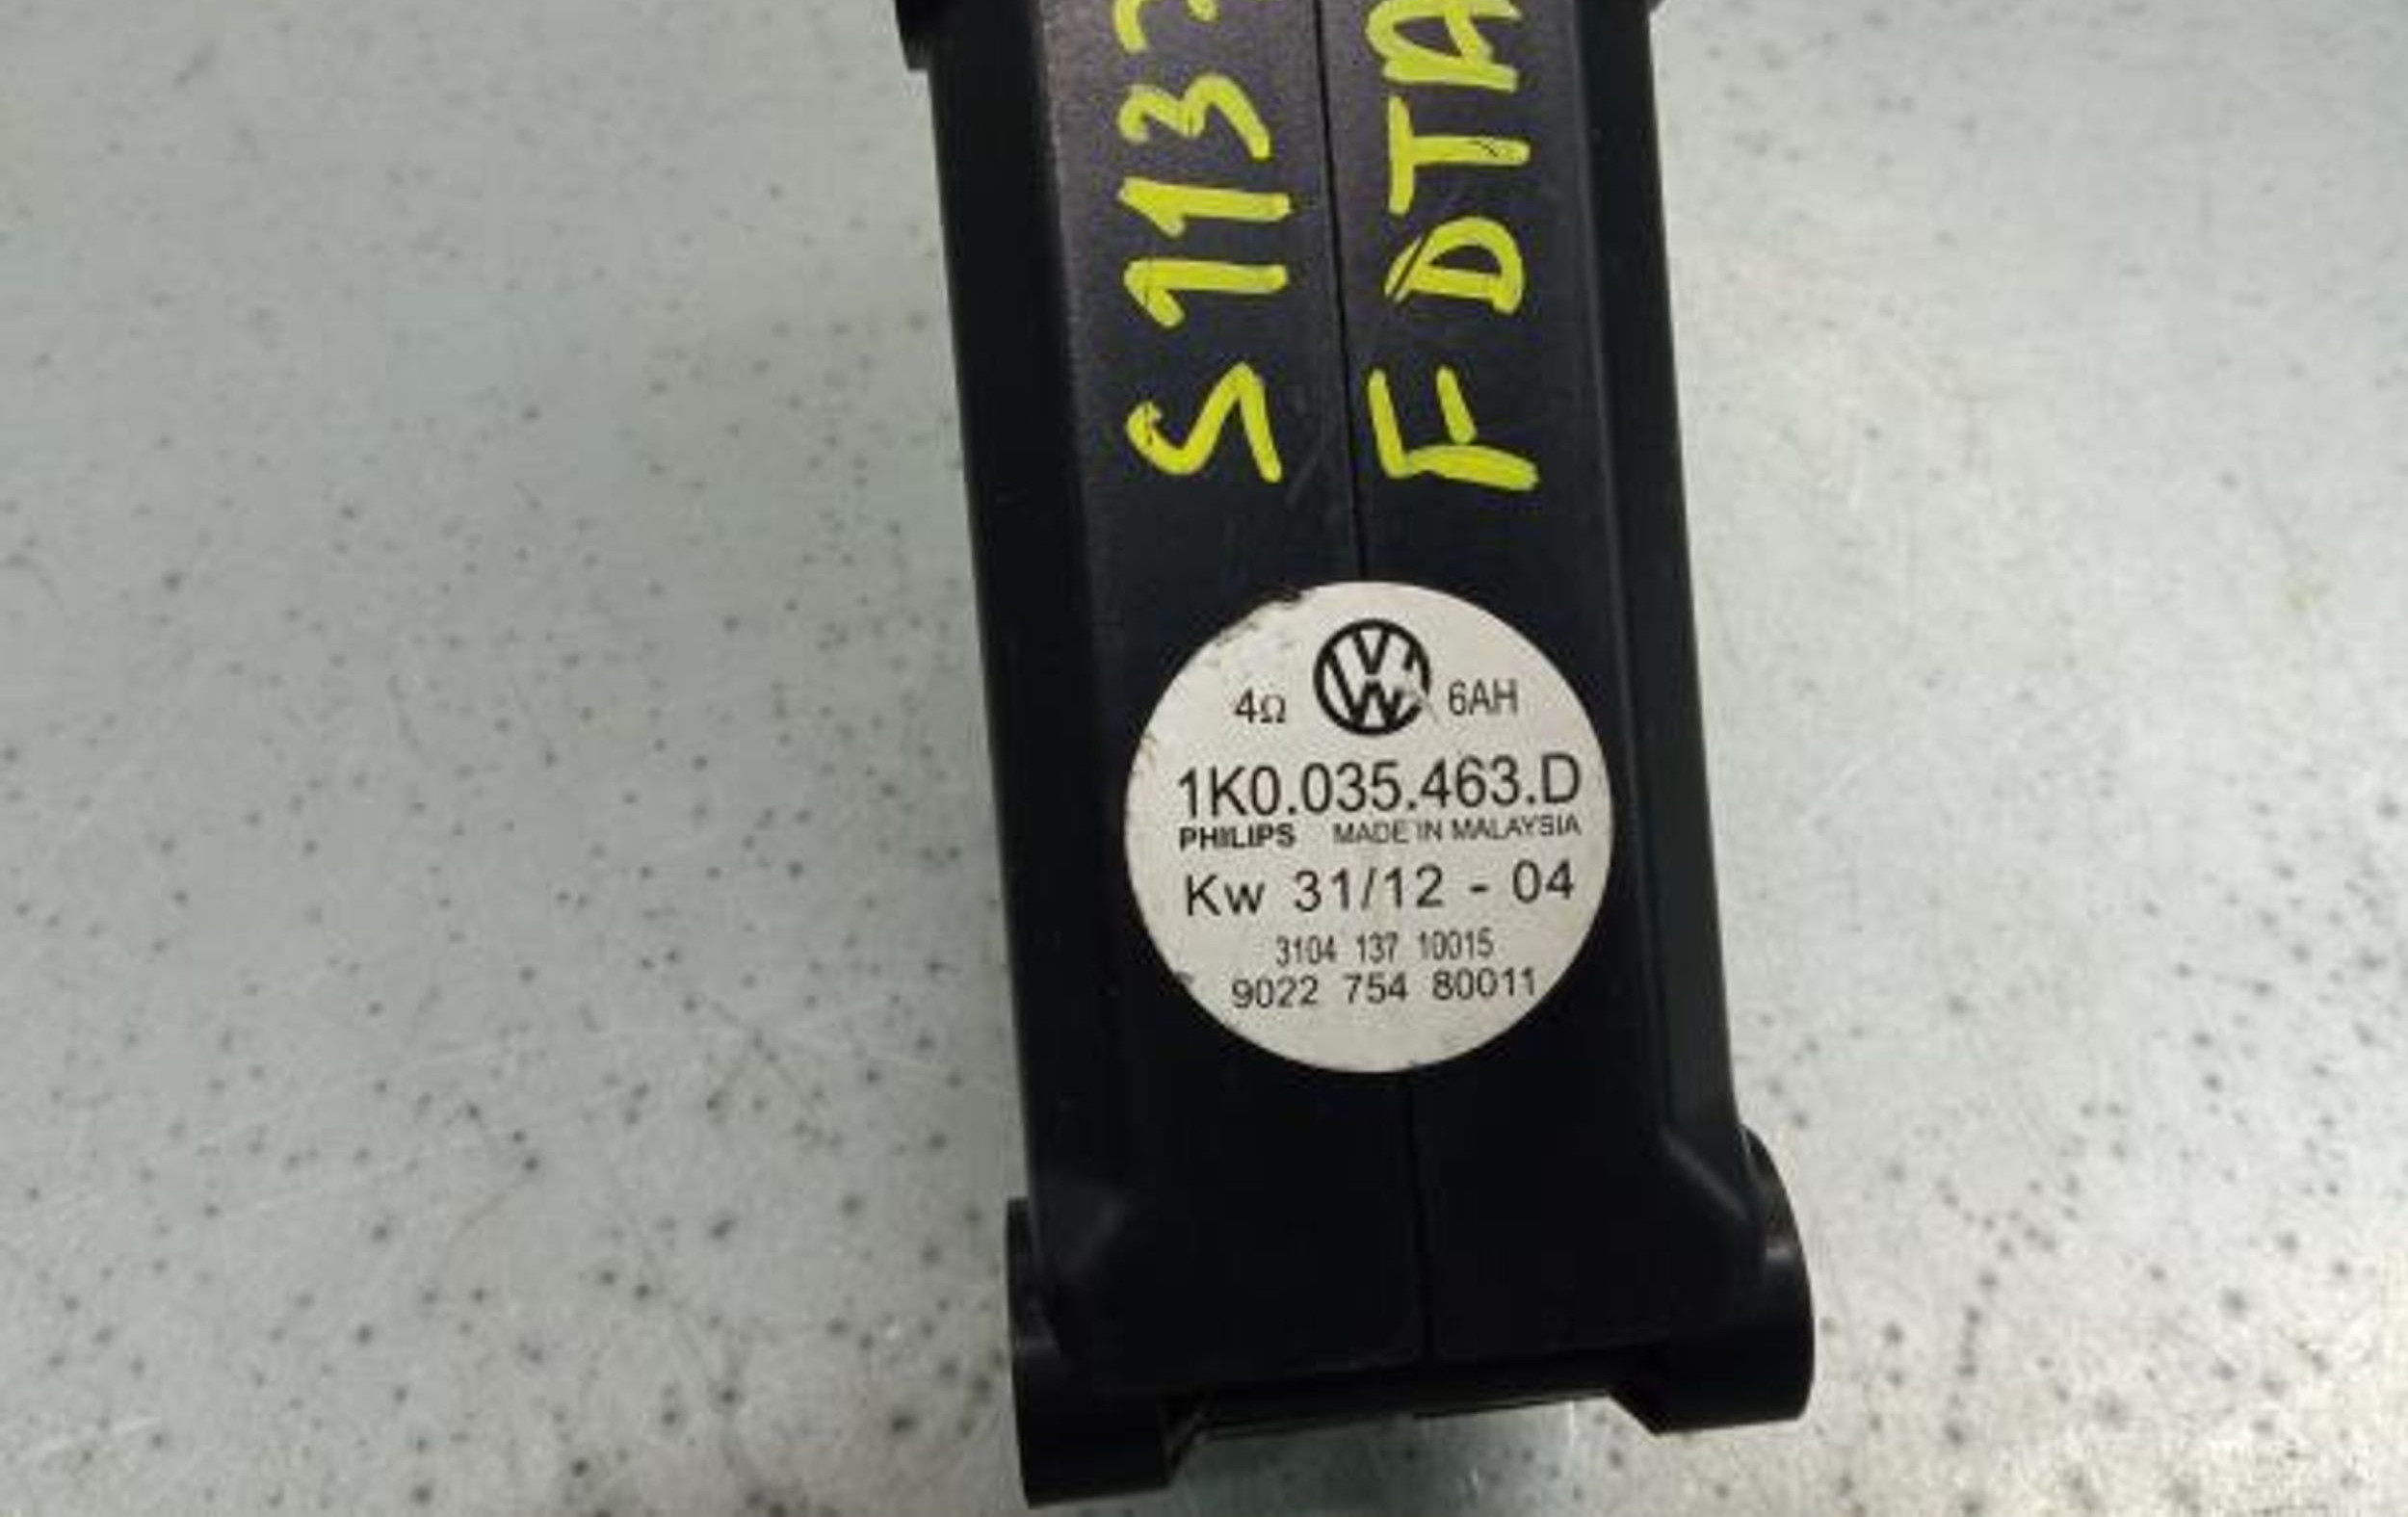 S113
FDTA
4Ω 6AH
1K0.035.463.D
PHILIPS MADE IN MALAYSIA
Kw 31/12 - 04
3104 137 10015
9022 754 80011